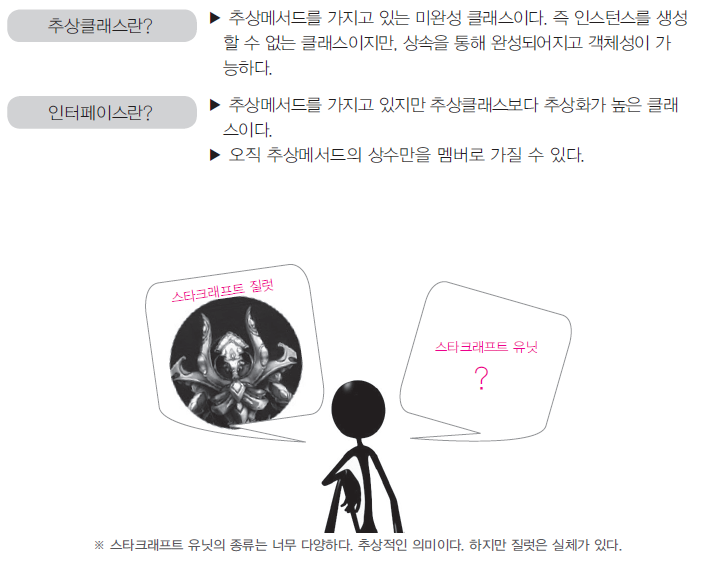 추상클래스란?
▶ 추상메서드를 가지고 있는 미완성 클래스이다. 즉 인스턴스를 생성
할 수 없는 클래스이지만, 상속을 통해 완성되어지고 객체성이 가
능하다.
인터페이스란?
▶ 추상메서드를 가지고 있지만 추상클래스보다 추상화가 높은 클래
스이다.
▶ 오직 추상메서드의 상수만을 멤버로 가질 수 있다.
스타크래프트 질럿
스타크래프트 유닛
?
※ 스타크래프트 유닛의 종류는 너무 다양하다. 추상적인 의미이다. 하지만 질럿은 실체가 있다.